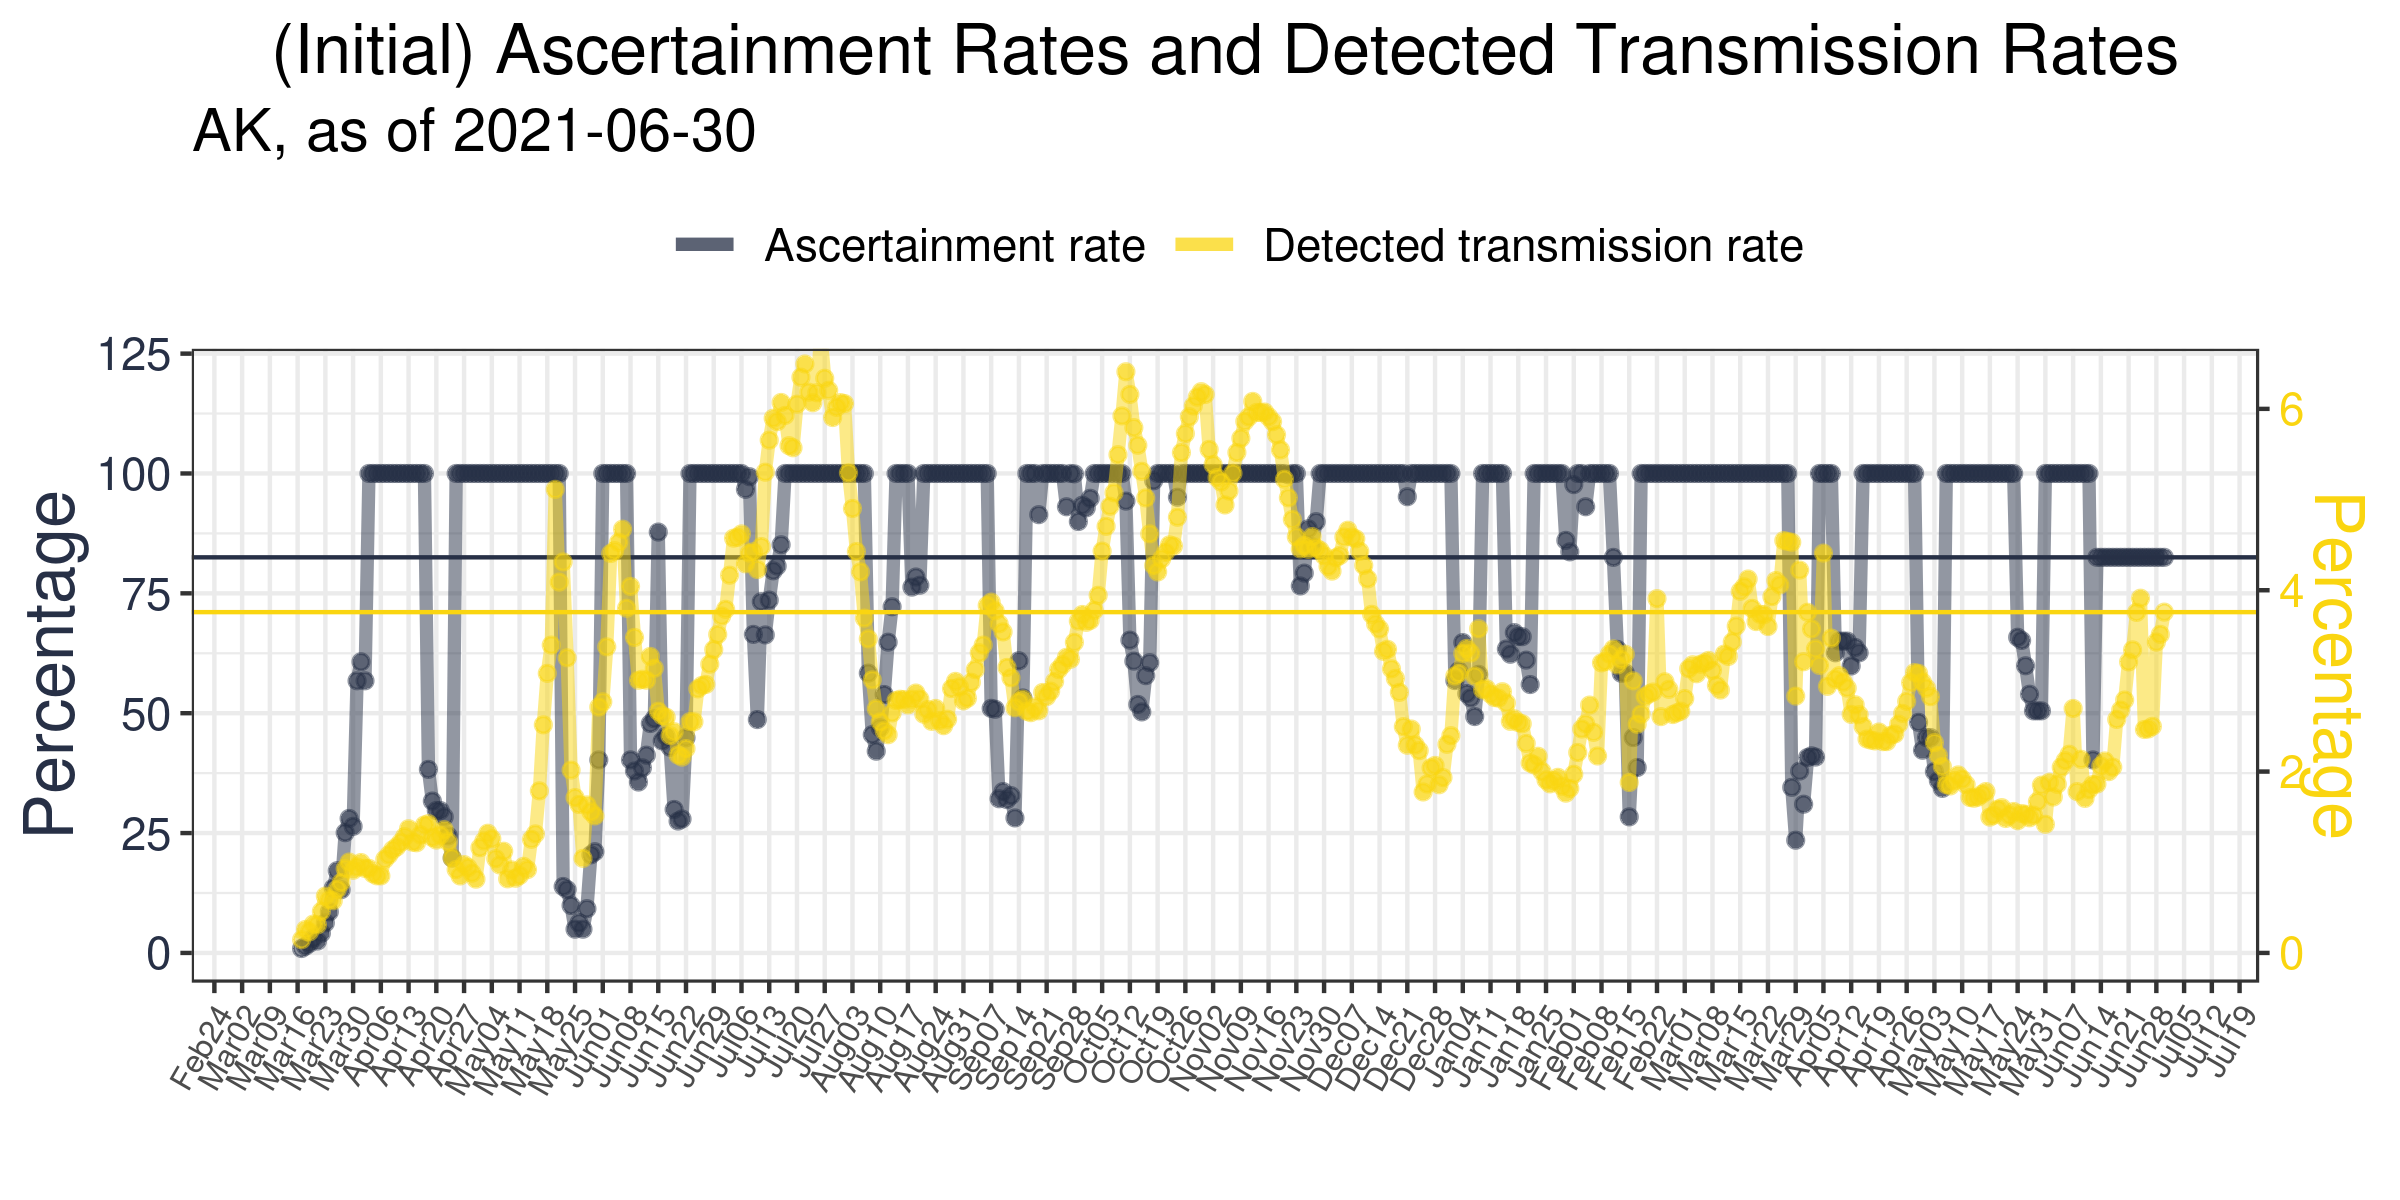 (Initial) Ascertainment Rates and Detected Transmission Rates
AK, as of 2021-06-30
Ascertainment rate
Detected transmission rate
Percentage
125
100
75
50
25
0
6
4
2
0
Percentage
Feb24
Mar02
Mar09
Mar16
Mar23
Mar30
Apr06
Apr13
Apr20
Apr27
May04
May11
May18
May25
Jun01
Jun08
Jun15
Jun22
Jun29
Jul06
Jul13
Jul20
Jul27
Aug03
Aug10
Aug17
Aug24
Aug31
Sep07
Sep14
Sep21
Sep28
Oct05
Oct12
Oct19
Oct26
Nov02
Nov09
Nov16
Nov23
Nov30
Dec07
Dec14
Dec21
Dec28
Jan04
Jan11
Jan18
Jan25
Feb01
Feb08
Feb15
Feb22
Mar01
Mar08
Mar15
Mar22
Mar29
Apr05
Apr12
Apr19
Apr26
May03
May10
May17
May24
May31
Jun07
Jun14
Jun21
Jun28
Jul05
Jul12
Jul19